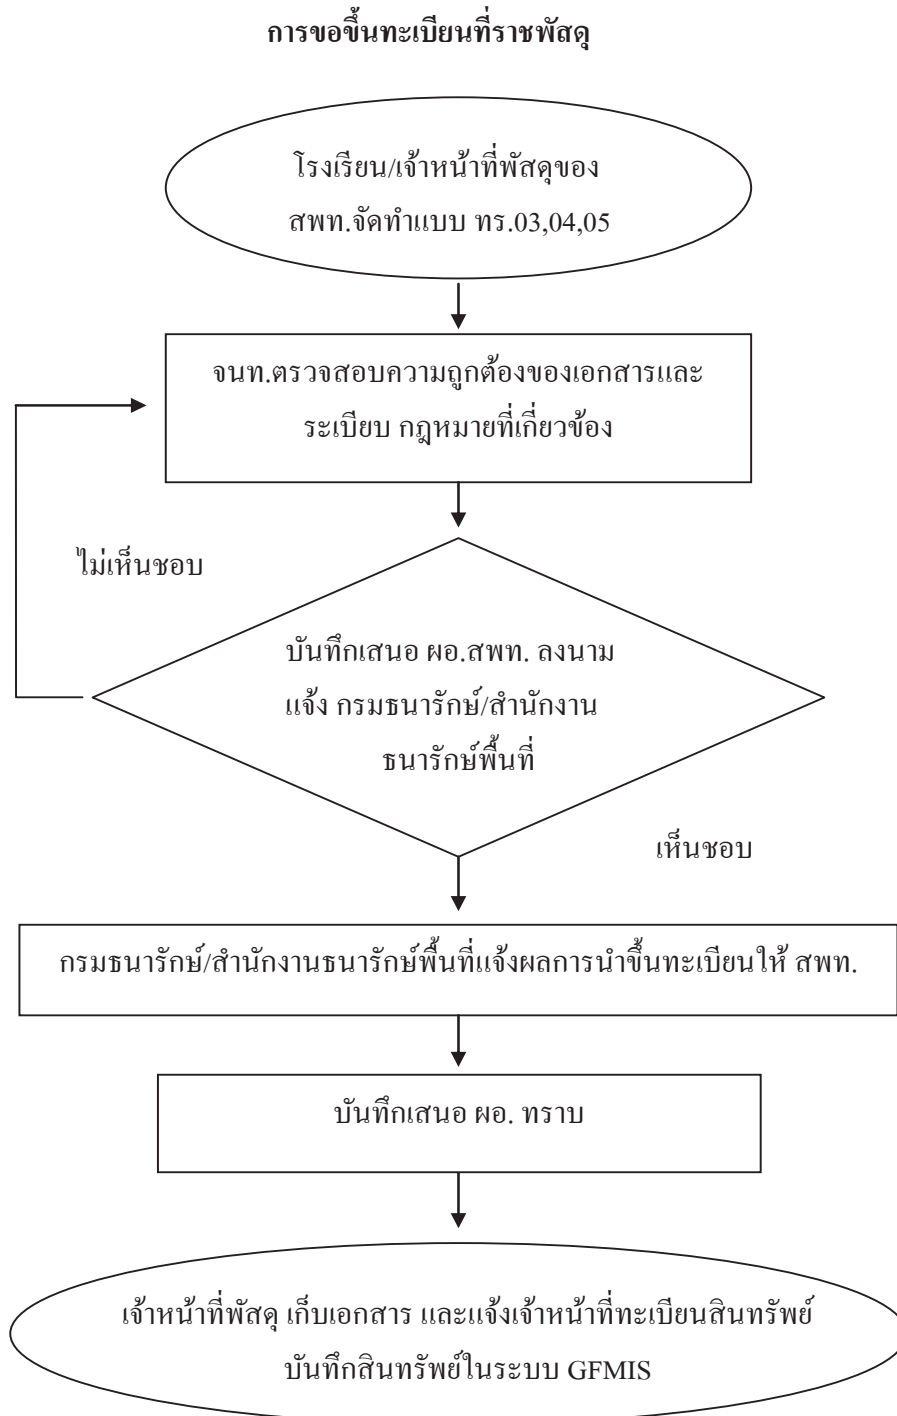 การขอขึ้นทะเบียนที่ราชพัสดุ
โรงเรียน/เจ้าหน้าที่พัสดุของ
สพท.จัดทำแบบ ทร.03,04,05
จนท.ตรวจสอบความถูกต้องของเอกสารและ
ระเบียบ กฎหมายที่เกี่ยวข้อง
ไม่เห็นชอบ
บันทึกเสนอ ผอ.สพท. ลงนาม
แจ้ง กรมธนารักษ์/สำนักงาน
ธนารักษ์พื้นที่
เห็นชอบ
กรมธนารักษ์/สำนักงานธนารักษ์พื้นที่แจ้งผลการนำขึ้นทะเบียนให้ สพท.
บันทึกเสนอ ผอ. ทราบ
เจ้าหน้าที่พัสดุ เก็บเอกสาร และแจ้งเจ้าหน้าที่ทะเบียนสินทรัพย์
บันทึกสินทรัพย์ในระบบ GFMIS